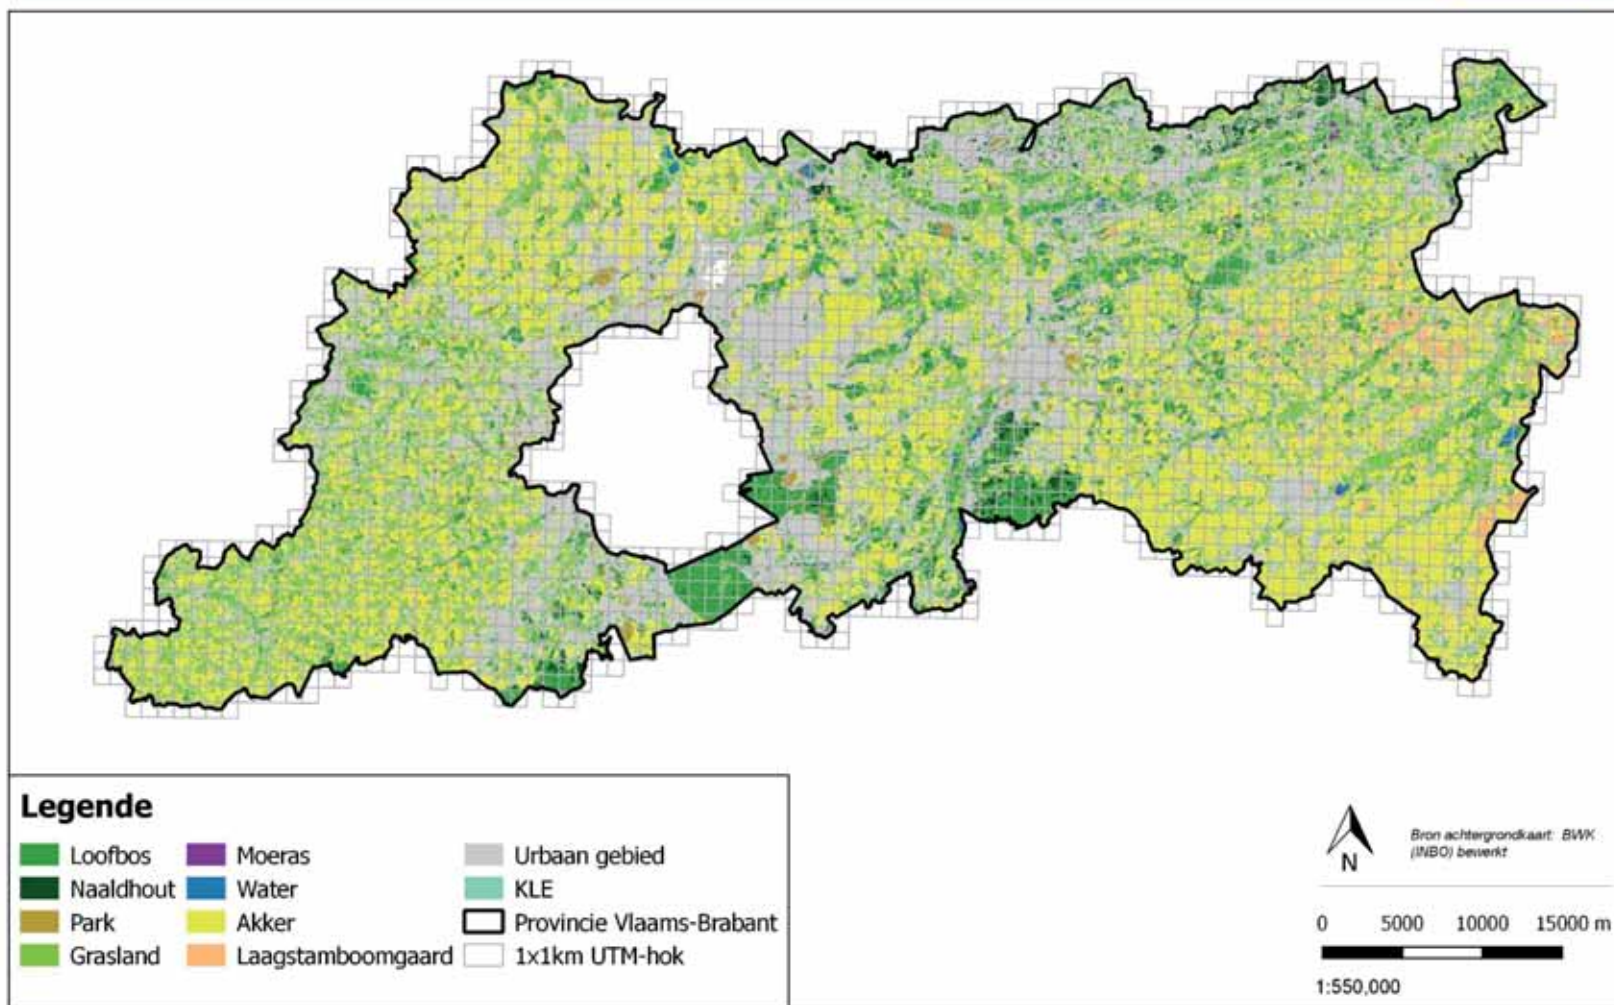 Legende
Loofbos
Naaldhout
Park
Grasland
Moeras
Water
Akker
Laagstamboomgaard
Urbaan gebied
KLE
Provincie Vlaams-Brabant
1x1km UTM-hok
N
Bron achtergrondkaart: BWK
(INBO) bewerkt
0 5000 10000 15000 m
1:550,000